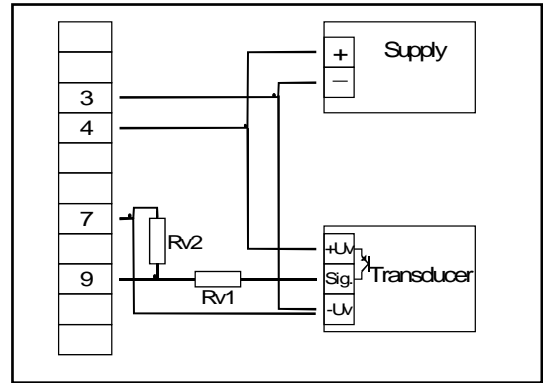 + Supply
−
3
4
7
Rv2
+Uv
9
Rv1
Sig. Transducer
-Uv